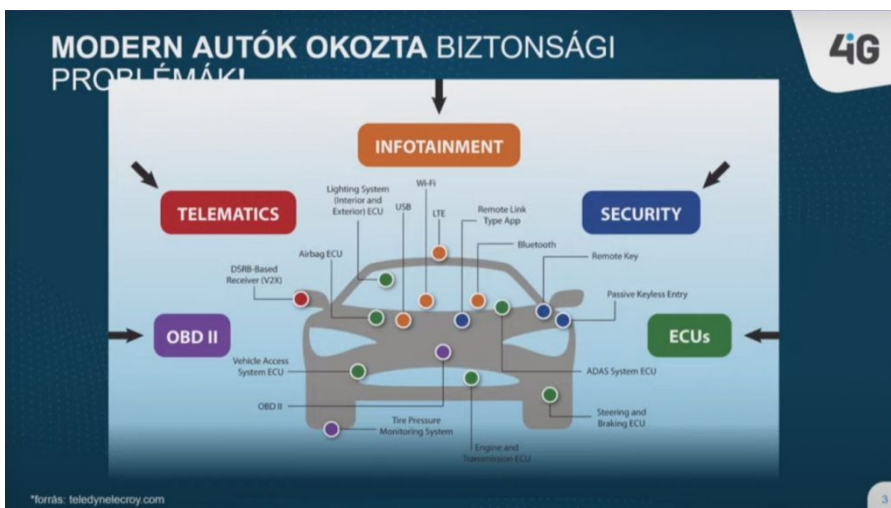 MODERN AUTÓK OKOZTA BIZTONSÁGI
PROBLÉMÁK!
4iG
INFOTAINMENT
TELEMATICS
SECURITY
OBD II
ECUs
Lighting System
(Interior and
Exterior) ECU
USB
Wi-Fi
LTE
Remote Link
Type App
Bluetooth
Remote Key
Airbag ECU
DSRB-Based
Receiver (V2X)
Passive Keyless Entry
Vehicle Access
System ECU
ADAS System ECU
OBD II
Tire Pressure
Monitoring System
Steering and
Braking ECU
Engine and
Transmission ECU
*forrás: teledynelecroy.com
3